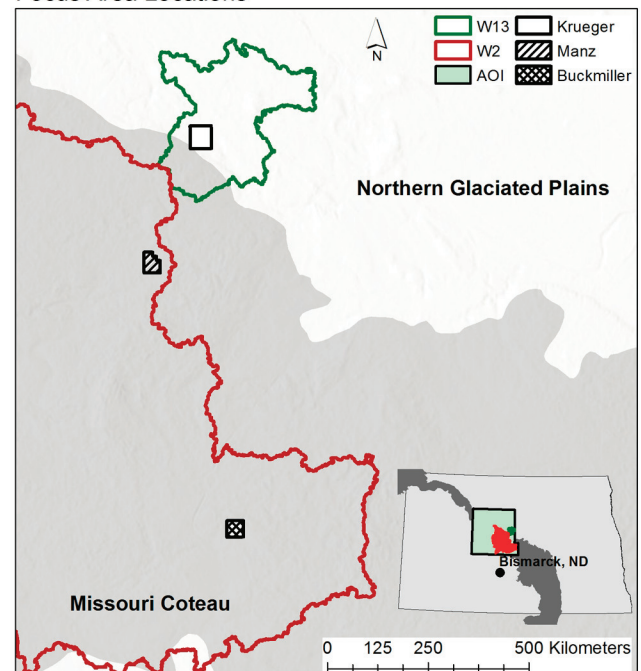 Focus Area Locations
W13 Krueger
W2 Manz
AOI Buckmiller
N
Northern Glaciated Plains
Bismarck, ND
Missouri Coteau
0 125 250 500 Kilometers